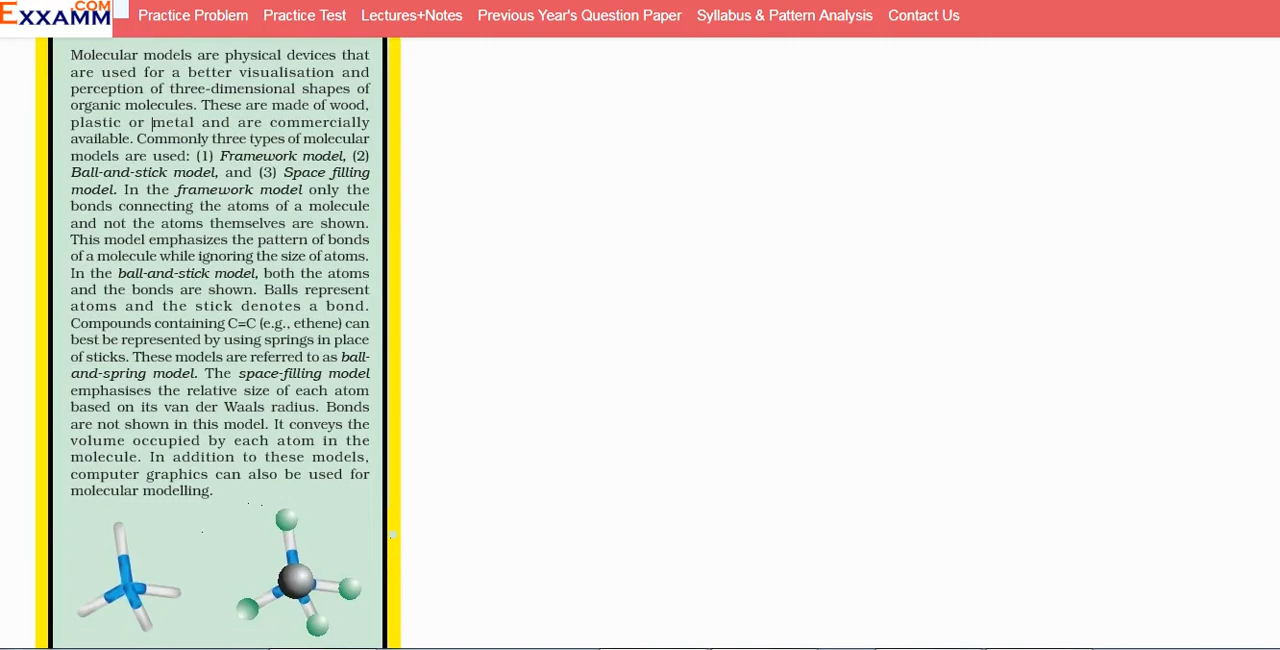 EXXAMM.COM
Practice Problem Practice Test Lectures+Notes Previous Year's Question Paper Syllabus & Pattern Analysis Contact Us
Molecular models are physical devices that
are used for a better visualisation and
perception of three-dimensional shapes of
organic molecules. These are made of wood,
plastic or metal and are commercially
available. Commonly three types of molecular
models are used: (1) Framework model, (2)
Ball-and-stick model, and (3) Space filling
model. In the framework model only the
bonds connecting the atoms of a molecule
and not the atoms themselves are shown.
This model emphasizes the pattern of bonds
of a molecule while ignoring the size of atoms.
In the ball-and-stick model, both the atoms
and the bonds are shown. Balls represent
atoms and the stick denotes a bond.
Compounds containing C=C (e.g., ethene) can
best be represented by using springs in place
of sticks. These models are referred to as ball-
and-spring model. The space-filling model
emphasises the relative size of each atom
based on its van der Waals radius. Bonds
are not shown in this model. It conveys the
volume occupied by each atom in the
molecule. In addition to these models,
computer graphics can also be used for
molecular modelling.